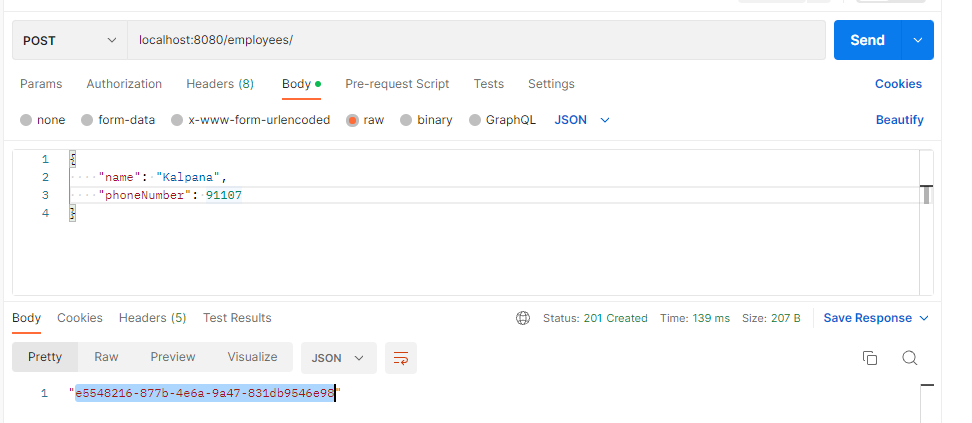 POST localhost:8080/employees/ Send
Params Authorization Headers (8) Body Pre-request Script Tests Settings Cookies
none form-data x-www-form-urlencoded raw binary GraphQL JSON Beautify
1 {
2 "name": "Kalpana",
3 "phoneNumber": 91107
4 }
Body Cookies Headers (5) Test Results Status: 201 Created Time: 139 ms Size: 207 B Save Response
Pretty Raw Preview Visualize JSON
1 "e5548216-877b-4e6a-9a47-831db9546e98"